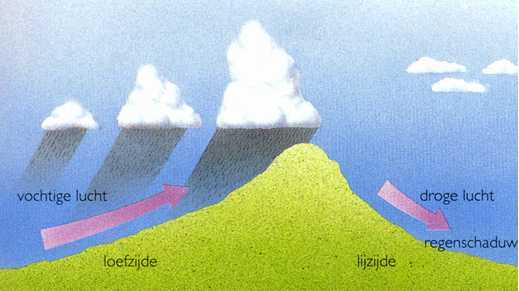 vochtige lucht
droge lucht
regenschaduw
loefzijde
lijzijde